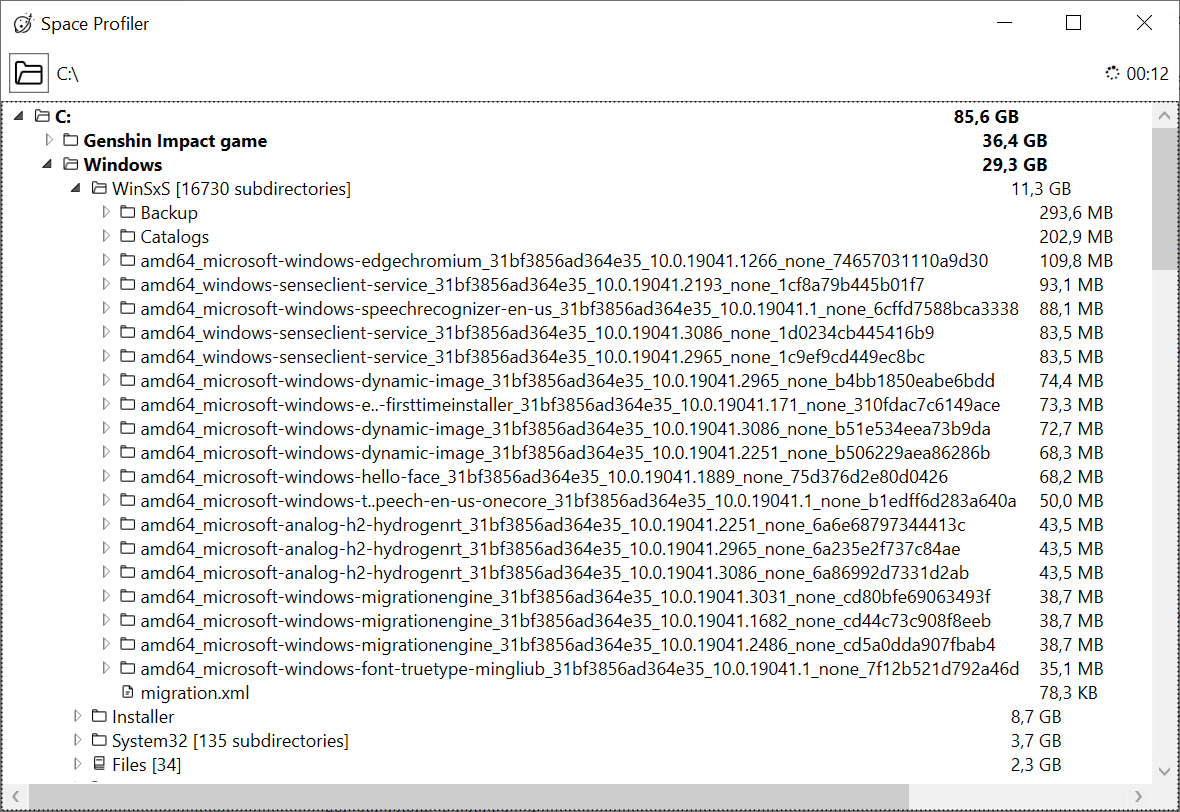 Space Profiler
C:\ 00:12
C: 85,6 GB
Genshin Impact game 36,4 GB
Windows 29,3 GB
WinSxS [16730 subdirectories] 11,3 GB
Backup 293,6 MB
Catalogs 202,9 MB
amd64_microsoft-windows-edgechromium_31bf3856ad364e35_10.0.19041.1266_none_74657031110a9d30 109,8 MB
amd64_windows-senseclient-service_31bf3856ad364e35_10.0.19041.2193_none_1cf8a79b445b01f7 93,1 MB
amd64_microsoft-windows-speechrecognizer-en-us_31bf3856ad364e35_10.0.19041.1_none_6cffd7588bca3338 88,1 MB
amd64_windows-senseclient-service_31bf3856ad364e35_10.0.19041.3086_none_1d0234cb445416b9 83,5 MB
amd64_windows-senseclient-service_31bf3856ad364e35_10.0.19041.2965_none_1c9ef9cd449ec8bc 83,5 MB
amd64_microsoft-windows-dynamic-image_31bf3856ad364e35_10.0.19041.2965_none_b4bb1850eabe6bdd 74,4 MB
amd64_microsoft-windows-e..-firsttimeinstaller_31bf3856ad364e35_10.0.19041.171_none_310fdac7c6149ace 73,3 MB
amd64_microsoft-windows-dynamic-image_31bf3856ad364e35_10.0.19041.3086_none_b51e534eea73b9da 72,7 MB
amd64_microsoft-windows-dynamic-image_31bf3856ad364e35_10.0.19041.2251_none_b506229aea86286b 68,3 MB
amd64_microsoft-windows-hello-face_31bf3856ad364e35_10.0.19041.1889_none_75d376d2e80d0426 68,2 MB
amd64_microsoft-windows-t..peech-en-us-onecore_31bf3856ad364e35_10.0.19041.1_none_b1edff6d283a640a 50,0 MB
amd64_microsoft-analog-h2-hydrogenrt_31bf3856ad364e35_10.0.19041.2251_none_6a6e68797344413c 43,5 MB
amd64_microsoft-analog-h2-hydrogenrt_31bf3856ad364e35_10.0.19041.2965_none_6a235e2f737c84ae 43,5 MB
amd64_microsoft-analog-h2-hydrogenrt_31bf3856ad364e35_10.0.19041.3086_none_6a86992d7331d2ab 43,5 MB
amd64_microsoft-windows-migrationengine_31bf3856ad364e35_10.0.19041.3031_none_cd80bfe69063493f 38,7 MB
amd64_microsoft-windows-migrationengine_31bf3856ad364e35_10.0.19041.1682_none_cd44c73c908f8eeb 38,7 MB
amd64_microsoft-windows-migrationengine_31bf3856ad364e35_10.0.19041.2486_none_cd5a0dda907fbab4 38,7 MB
amd64_microsoft-windows-font-truetype-mingliub_31bf3856ad364e35_10.0.19041.1_none_7f12b521d792a46d 35,1 MB
migration.xml 78,3 KB
Installer 8,7 GB
System32 [135 subdirectories] 3,7 GB
Files [34] 2,3 GB